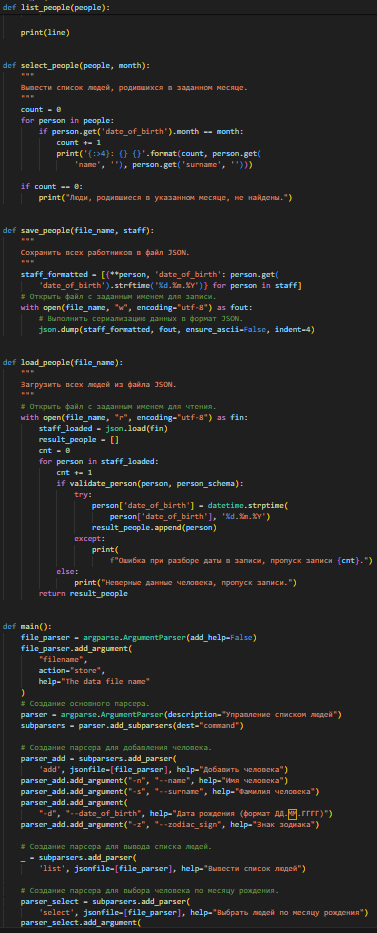 def list_people(people):
    print(line)
def select_people(people, month):
    """
    Вывести список людей, родившихся в заданном месяце.
    """
    count = 0
    for person in people:
        if person.get('date_of_birth').month == month:
            count += 1
            print('{:>4}: {} {}'.format(count, person.get(
                'name', ''), person.get('surname', '')))
    if count == 0:
        print("Люди, родившиеся в указанном месяце, не найдены.")
def save_people(file_name, staff):
    """
    Сохранить всех работников в файл JSON.
    """
    staff_formatted = [{**person, 'date_of_birth': person.get(
        'date_of_birth').strftime('%d.%m.%Y')} for person in staff]
    # Открыть файл с заданным именем для записи.
    with open(file_name, "w", encoding="utf-8") as fout:
        # Выполнить сериализацию данных в формат JSON.
        json.dump(staff_formatted, fout, ensure_ascii=False, indent=4)
def load_people(file_name):
    """
    Загрузить всех людей из файла JSON.
    """
    # Открыть файл с заданным именем для чтения.
    with open(file_name, "r", encoding="utf-8") as fin:
        staff_loaded = json.load(fin)
        result_people = []
        cnt = 0
        for person in staff_loaded:
            cnt += 1
            if validate_person(person, person_schema):
                try:
                    person['date_of_birth'] = datetime.strptime(
                        person['date_of_birth'], '%d.%m.%Y')
                    result_people.append(person)
                except:
                    print(
                        f"Ошибка при разборе даты в записи, пропуск записи {cnt}.")
            else:
                print("Неверные данные человека, пропуск записи.")
        return result_people
def main():
    file_parser = argparse.ArgumentParser(add_help=False)
    file_parser.add_argument(
        "filename",
        action="store",
        help="The data file name"
    )
    # Создание основного парсера.
    parser = argparse.ArgumentParser(description="Управление списком людей")
    subparsers = parser.add_subparsers(dest="command")
    # Создание парсера для добавления человека.
    parser_add = subparsers.add_parser(
        'add', jsonfile=[file_parser], help="Добавить человека")
    parser_add.add_argument("-n", "--name", help="Имя человека")
    parser_add.add_argument("-s", "--surname", help="Фамилия человека")
    parser_add.add_argument(
        "-d", "--date_of_birth", help="Дата рождения (формат ДД.ММ.ГГГГ)")
    parser_add.add_argument("-z", "--zodiac_sign", help="Знак зодиака")
    # Создание парсера для вывода списка людей.
    _ = subparsers.add_parser(
        'list', jsonfile=[file_parser], help="Вывести список людей")
    # Создание парсера для выбора человека по месяцу рождения.
    parser_select = subparsers.add_parser(
        'select', jsonfile=[file_parser], help="Выбрать людей по месяцу рождения")
    parser_select.add_argument(